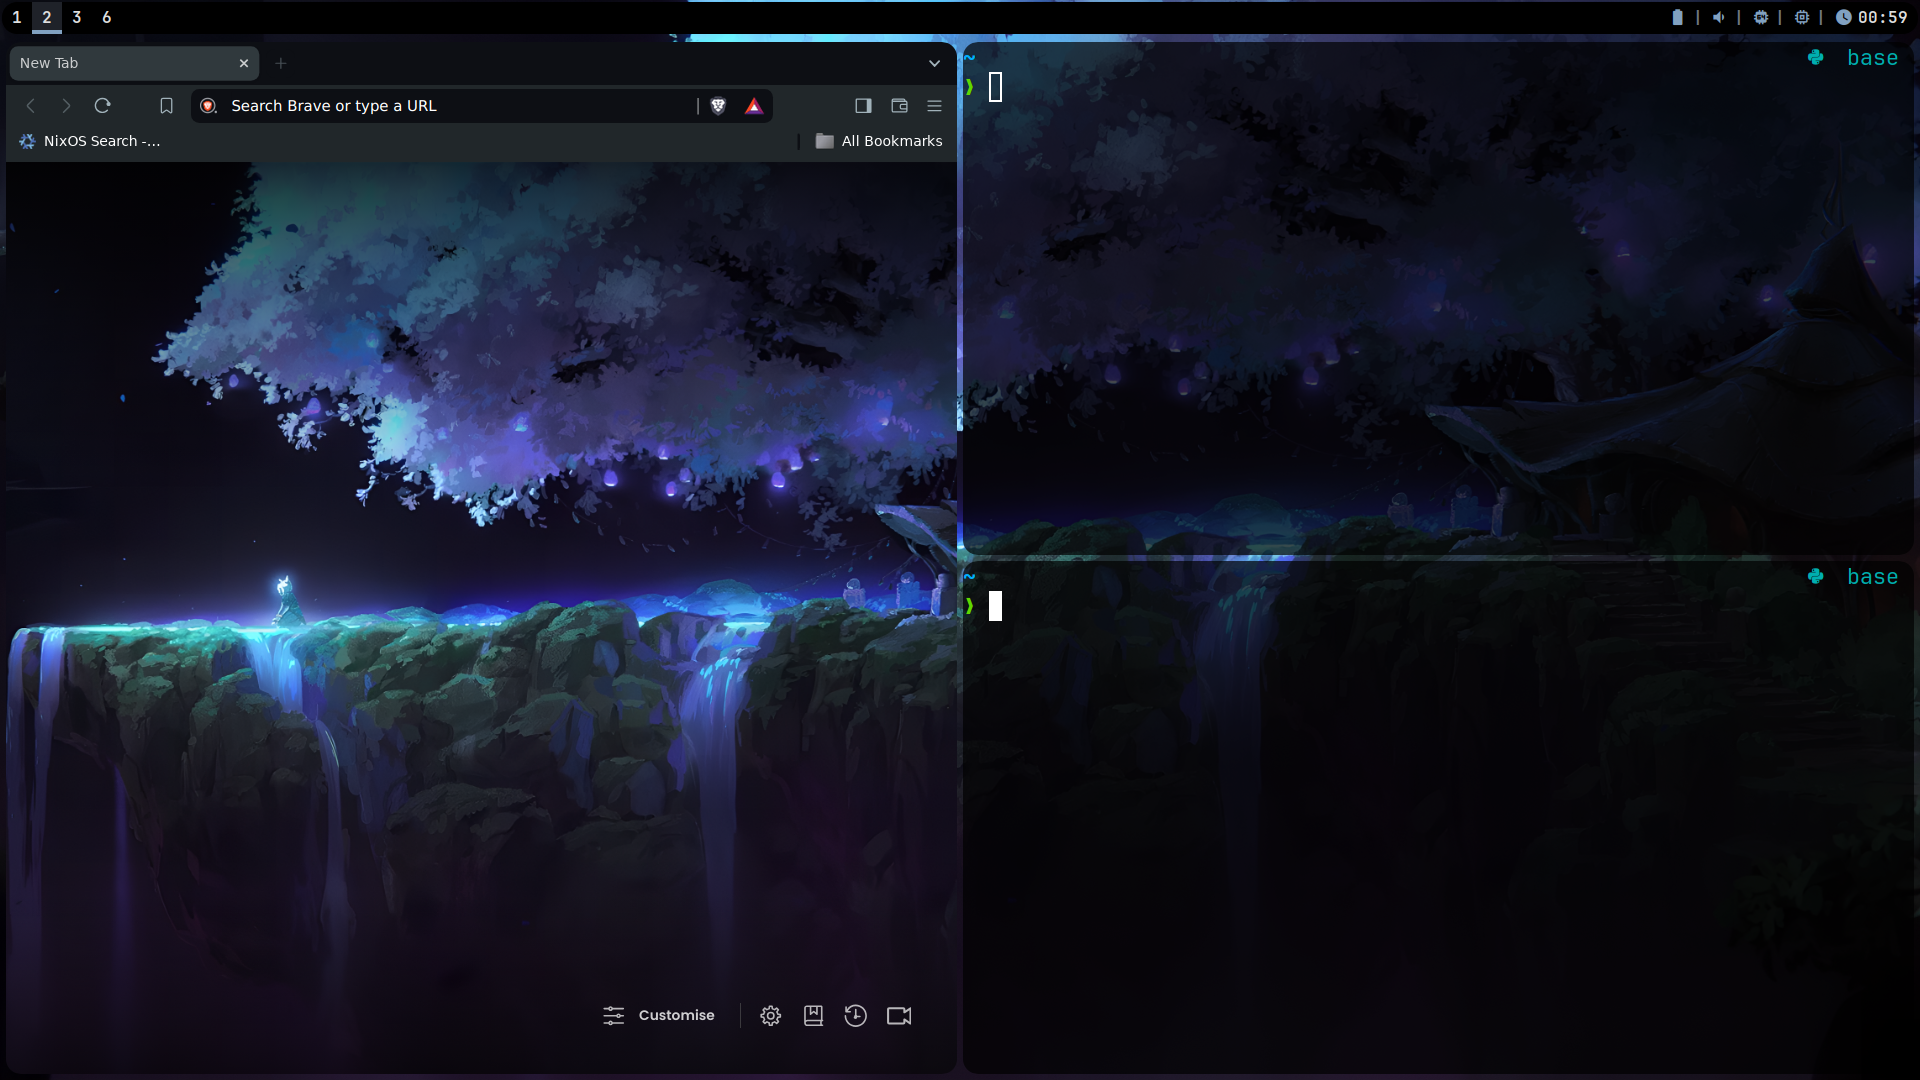 1 2 3 6
| | | | 00:59
New Tab
Search Brave or type a URL
NixOS Search -...
All Bookmarks
Customise
~ base
❯
~ base
❯